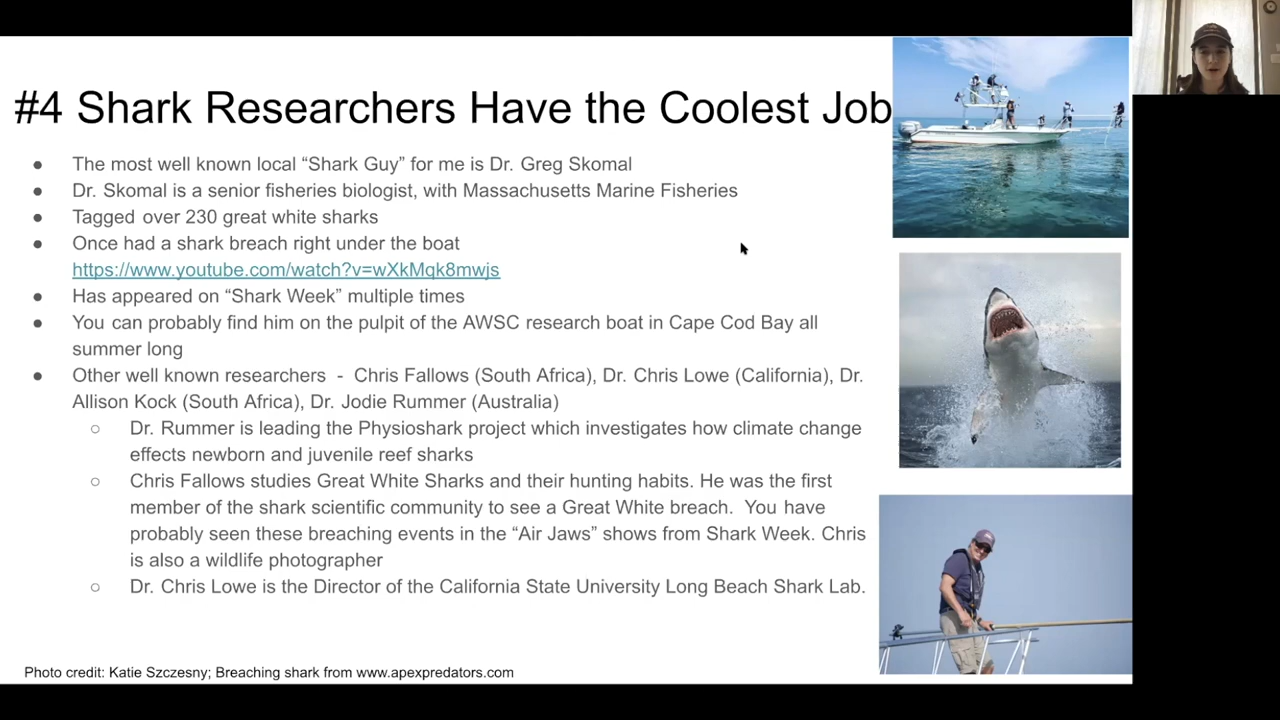 #4 Shark Researchers Have the Coolest Job
● The most well known local “Shark Guy” for me is Dr. Greg Skomal
● Dr. Skomal is a senior fisheries biologist, with Massachusetts Marine Fisheries
● Tagged over 230 great white sharks
● Once had a shark breach right under the boat
https://www.youtube.com/watch?v=wXkMqk8mwjs
● Has appeared on “Shark Week” multiple times
● You can probably find him on the pulpit of the AWSC research boat in Cape Cod Bay all
summer long
● Other well known researchers - Chris Fallows (South Africa), Dr. Chris Lowe (California), Dr.
Allison Kock (South Africa), Dr. Jodie Rummer (Australia)
○ Dr. Rummer is leading the Physioshark project which investigates how climate change
effects newborn and juvenile reef sharks
○ Chris Fallows studies Great White Sharks and their hunting habits. He was the first
member of the shark scientific community to see a Great White breach. You have
probably seen these breaching events in the “Air Jaws” shows from Shark Week. Chris
is also a wildlife photographer
○ Dr. Chris Lowe is the Director of the California State University Long Beach Shark Lab.
Photo credit: Katie Szczesny; Breaching shark from www.apexpredators.com